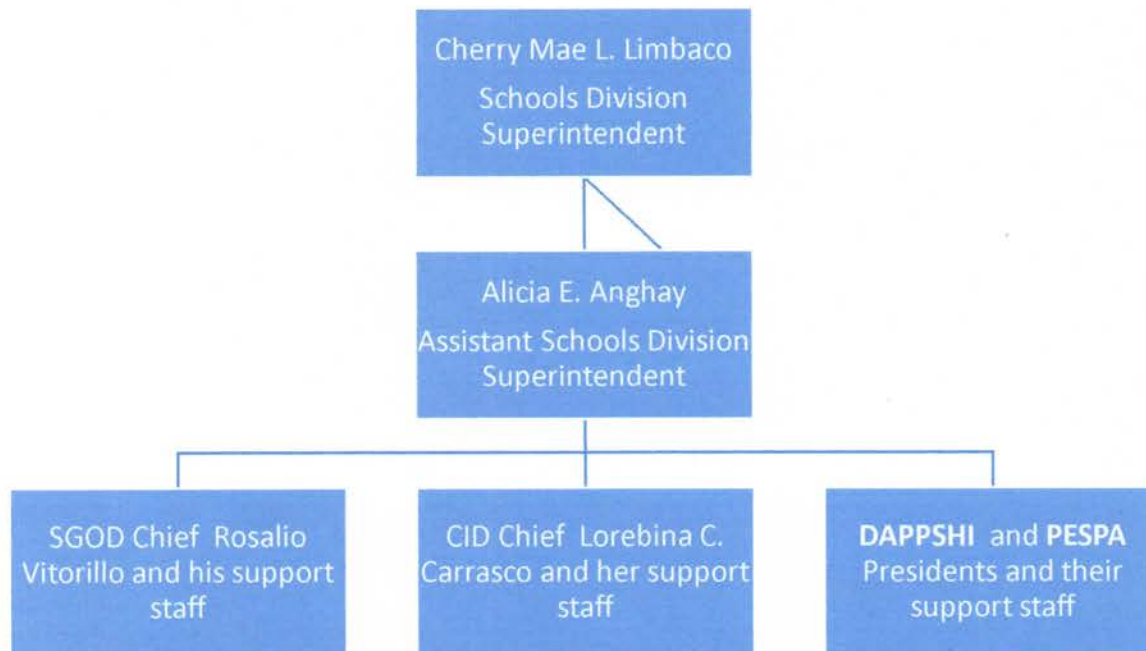 Cherry Mae L. Limbaco
Schools Division
Superintendent
Alicia E. Anghay
Assistant Schools Division
Superintendent
SGOD Chief Rosalio
Vitorillo and his support
staff
CID Chief Lorebina C.
Carrasco and her support
staff
DAPPSHI and PESPA
Presidents and their
support staff